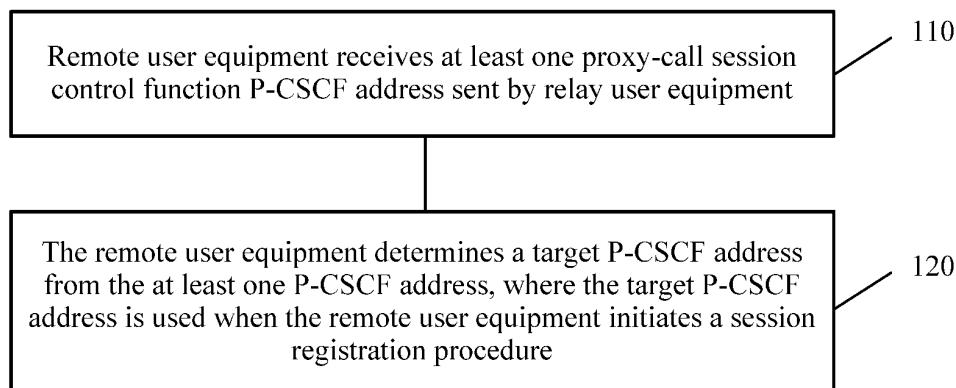 Remote user equipment receives at least one proxy-call session
control function P-CSCF address sent by relay user equipment
110
The remote user equipment determines a target P-CSCF address
from the at least one P-CSCF address, where the target P-CSCF
address is used when the remote user equipment initiates a session
registration procedure
120